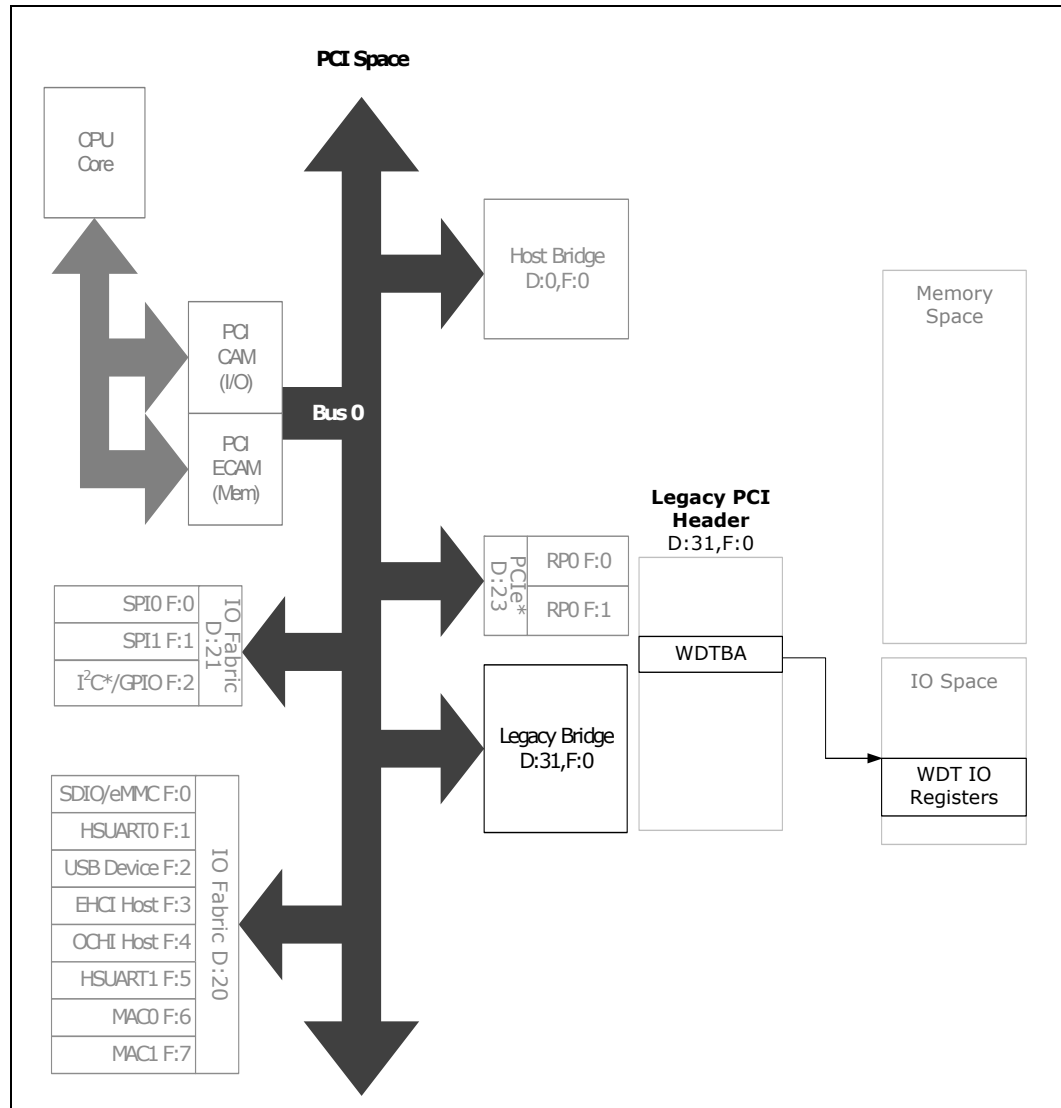 PCI Space
CPU
Core
Host Bridge
D:0,F:0
Memory
Space
PCI
CAM
(I/O)
Bus 0
PCI
ECAM
(Mem)
Legacy PCI
Header
D:31,F:0
PCIe*
D:23
RP0 F:0
RP0 F:1
SPI0 F:0
SPI1 F:1
I²C*/GPIO F:2
IO Fabric
D:21
WDTBA
IO Space
Legacy Bridge
D:31,F:0
WDT IO
Registers
SDIO/eMMC F:0
HSUART0 F:1
USB Device F:2
EHCI Host F:3
OCHI Host F:4
HSUART1 F:5
MAC0 F:6
MAC1 F:7
IO Fabric D:20